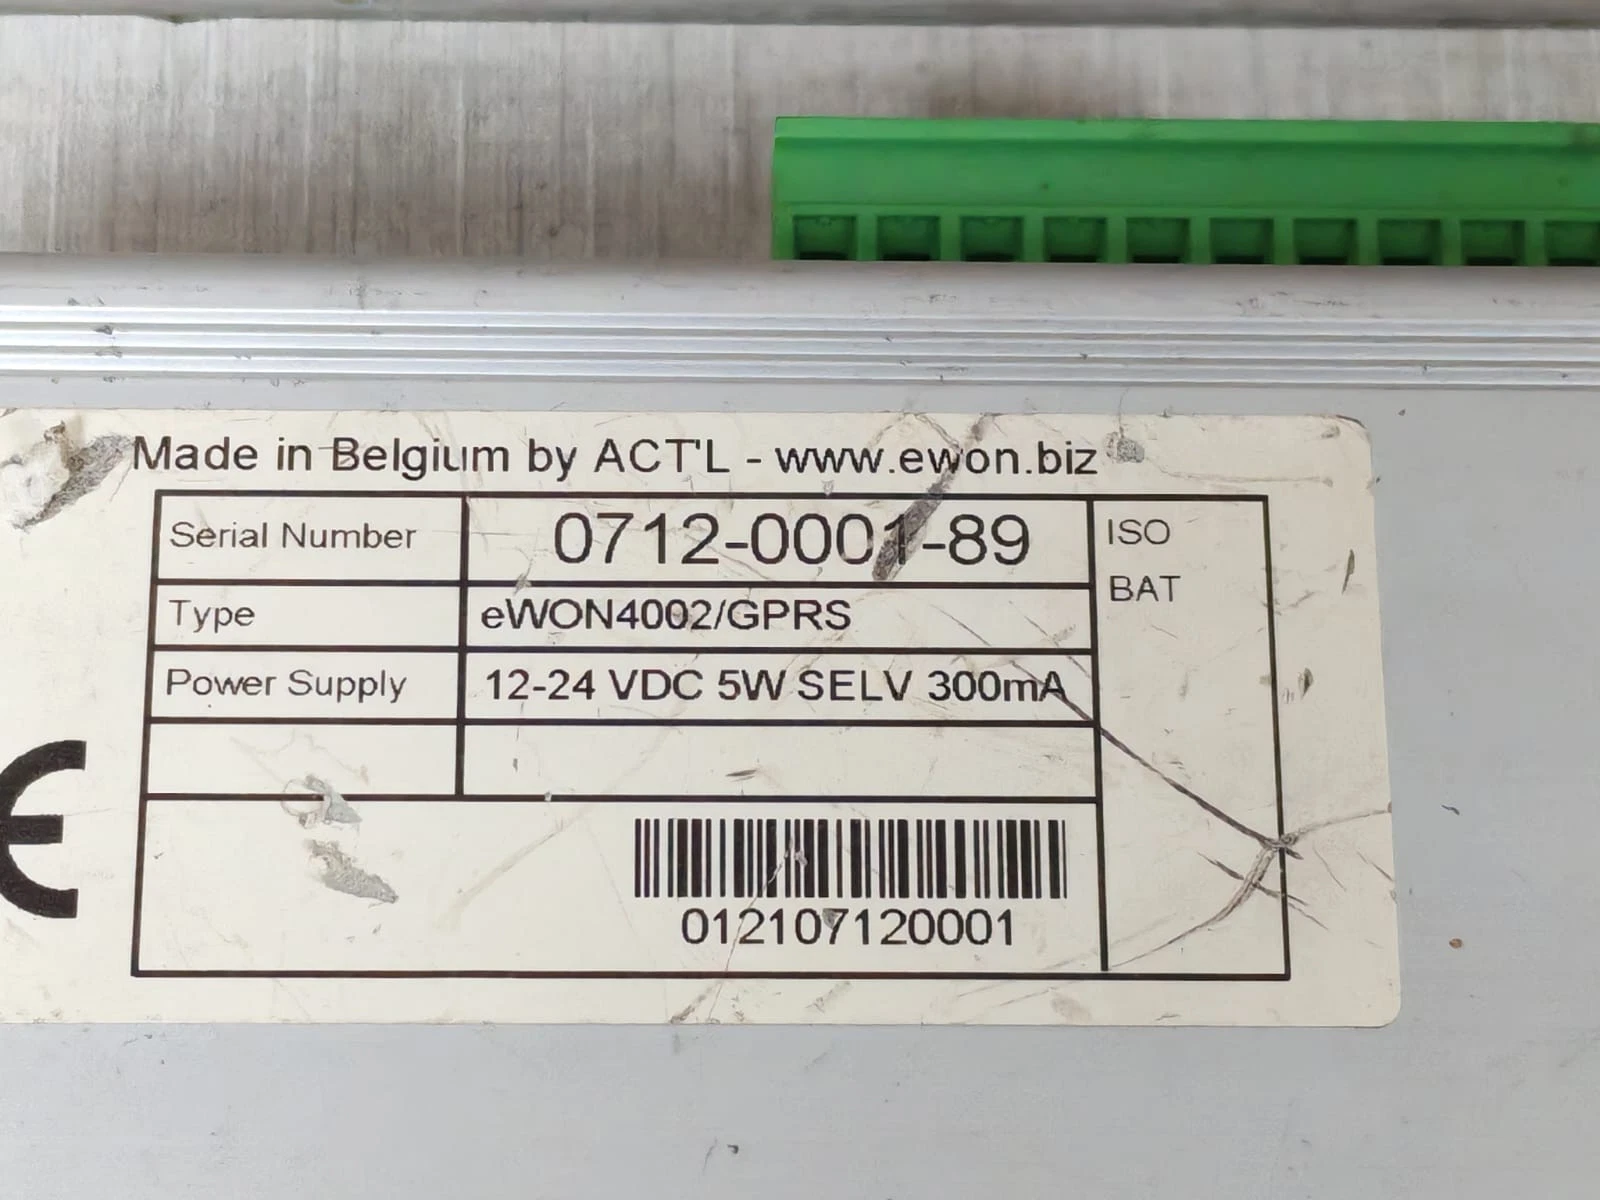 Made in Belgium by ACT'L - www.ewon.biz
Serial Number 0712-0001-89 ISO
BAT
Type eWON4002/GPRS
Power Supply 12-24 VDC 5W SELV 300mA
CE
012107120001